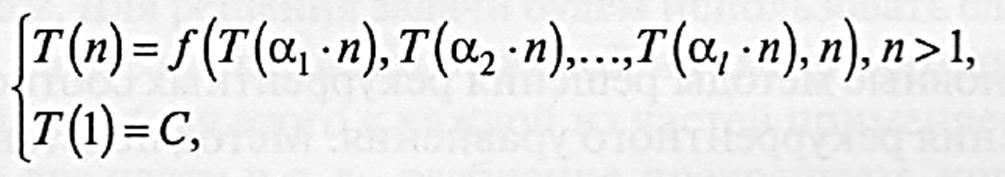 T(n) = f(T(α₁ · n), T(α₂ · n),..., T(αₗ · n), n), n > 1,
T(1) = C,